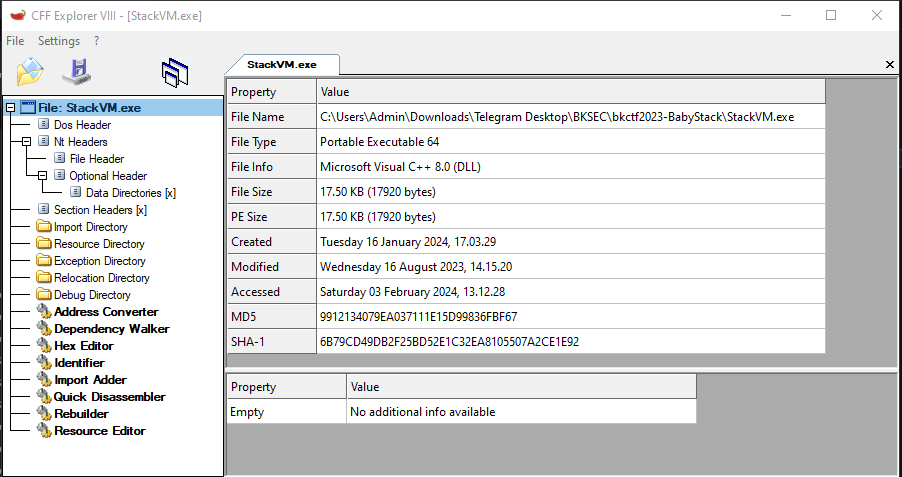 CFF Explorer VIII - [StackVM.exe]
File Settings ?
StackVM.exe
File: StackVM.exe
Dos Header
Nt Headers
File Header
Optional Header
Data Directories [x]
Section Headers [x]
Import Directory
Resource Directory
Exception Directory
Relocation Directory
Debug Directory
Address Converter
Dependency Walker
Hex Editor
Identifier
Import Adder
Quick Disassembler
Rebuilder
Resource Editor
Property Value
File Name C:\Users\Admin\Downloads\Telegram Desktop\BKSEC\bkctf2023-BabyStack\StackVM.exe
File Type Portable Executable 64
File Info Microsoft Visual C++ 8.0 (DLL)
File Size 17.50 KB (17920 bytes)
PE Size 17.50 KB (17920 bytes)
Created Tuesday 16 January 2024, 17.03.29
Modified Wednesday 16 August 2023, 14.15.20
Accessed Saturday 03 February 2024, 13.12.28
MD5 9912134079EA037111E15D99836FBF67
SHA-1 6B79CD49DB2F25BD52E1C32EA8105507A2CE1E92
Property Value
Empty No additional info available